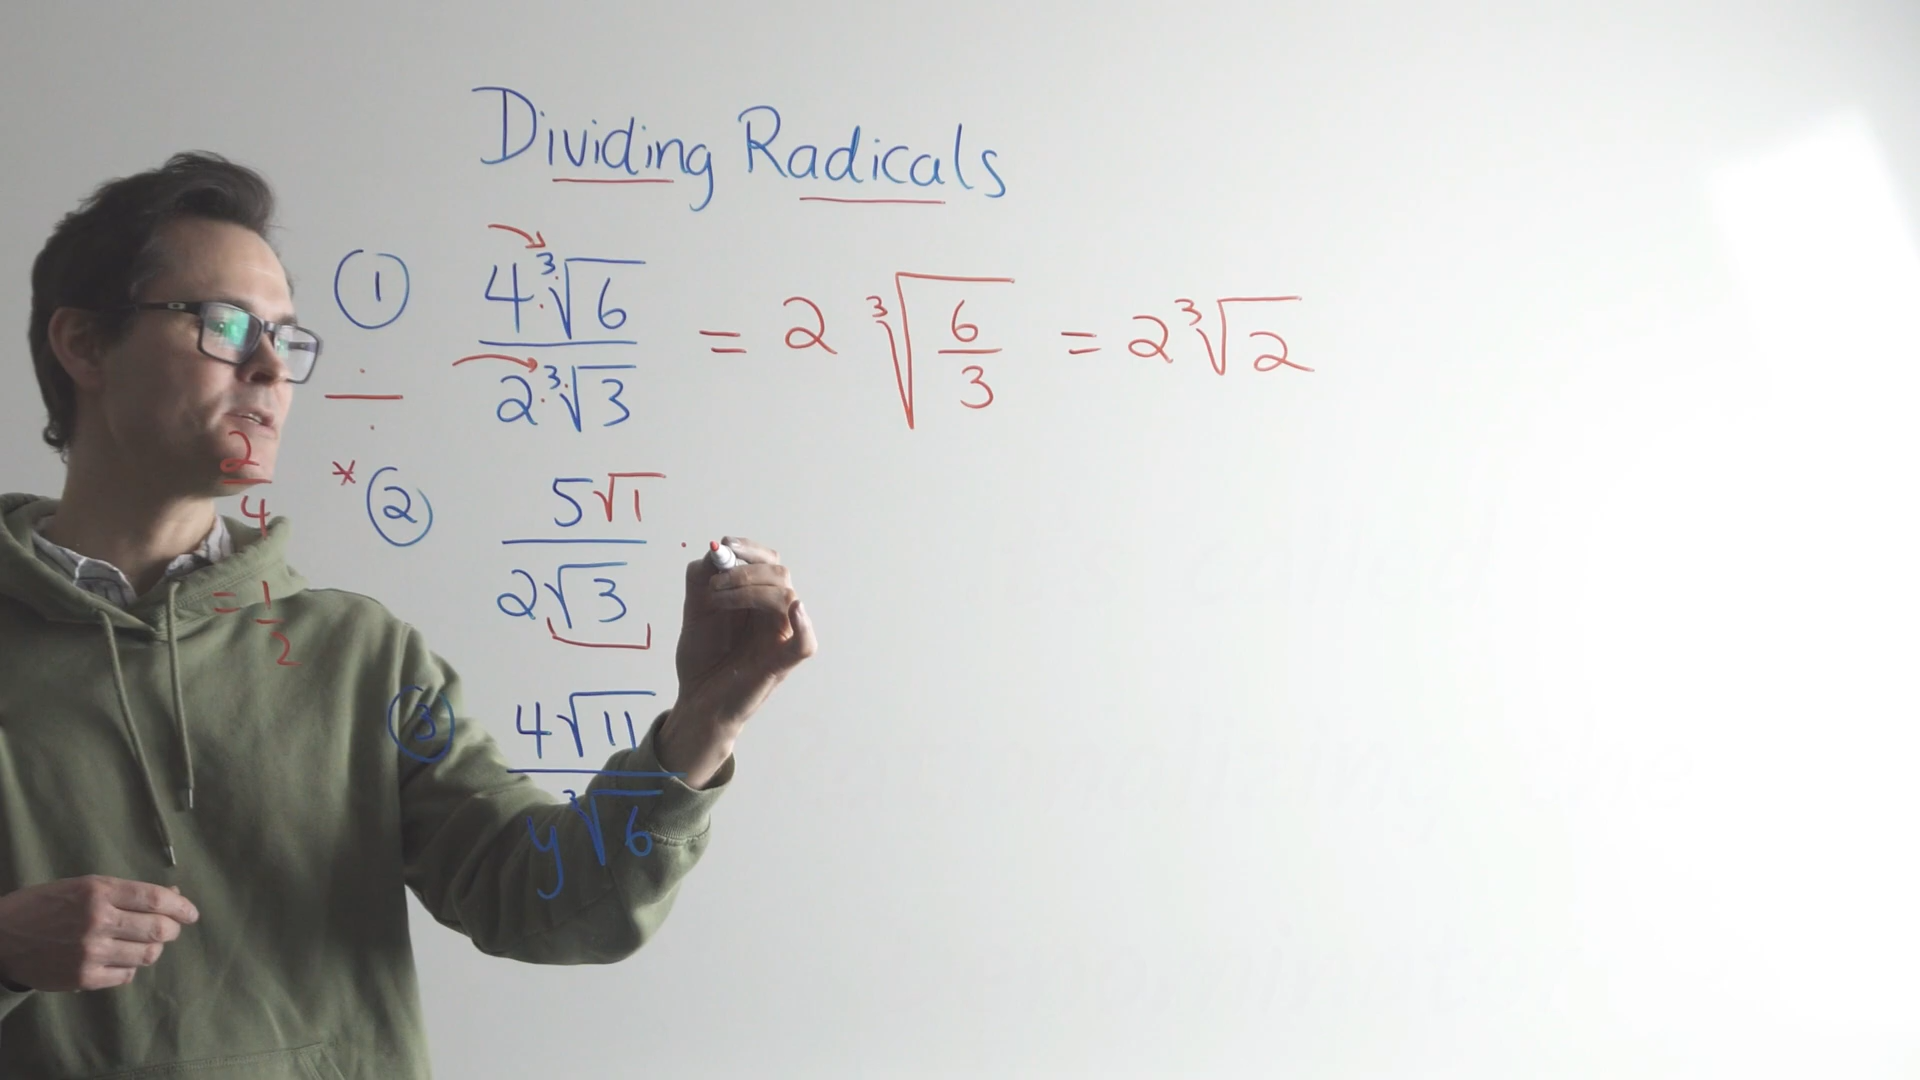 Dividing Radicals
① 4·∛6 / 2·∛3 = 2 ∛(6/3) = 2∛2
÷
2/4 = 1/2
* ② 5√1 / 2√3 ·
③ 4√11 / y∛6